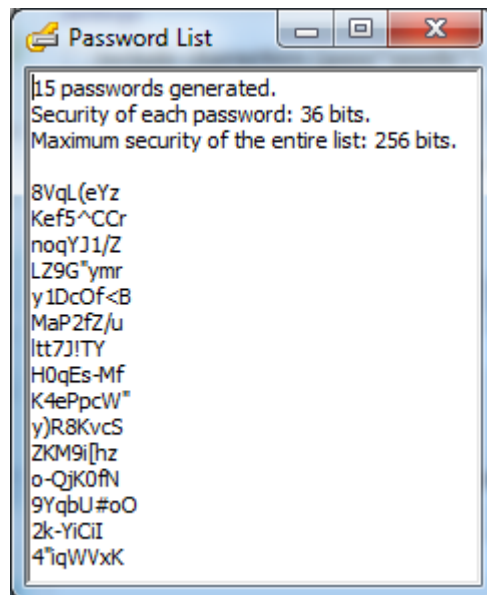 Password List
15 passwords generated.
Security of each password: 36 bits.
Maximum security of the entire list: 256 bits.
8VqL(eYz
Kef5^CCr
noqYJ1/Z
LZ9G"ymr
y1DcOf<B
MaP2fZ/u
ltt7J!TY
H0qEs-Mf
K4ePpcW"
y)R8KvcS
ZKM9i[hz
o-QjK0fN
9YqbU#oO
2k-YiCiI
4"iqWVxK